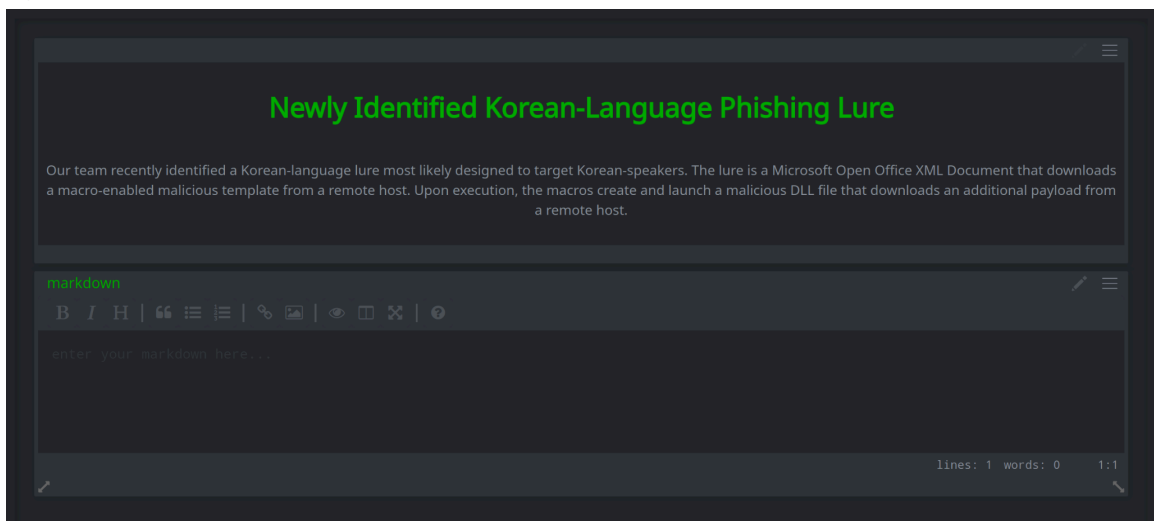 Newly Identified Korean-Language Phishing Lure
Our team recently identified a Korean-language lure most likely designed to target Korean-speakers. The lure is a Microsoft Open Office XML Document that downloads
a macro-enabled malicious template from a remote host. Upon execution, the macros create and launch a malicious DLL file that downloads an additional payload from
a remote host.
markdown
B I H
enter your markdown here...
lines: 1 words: 0 1:1